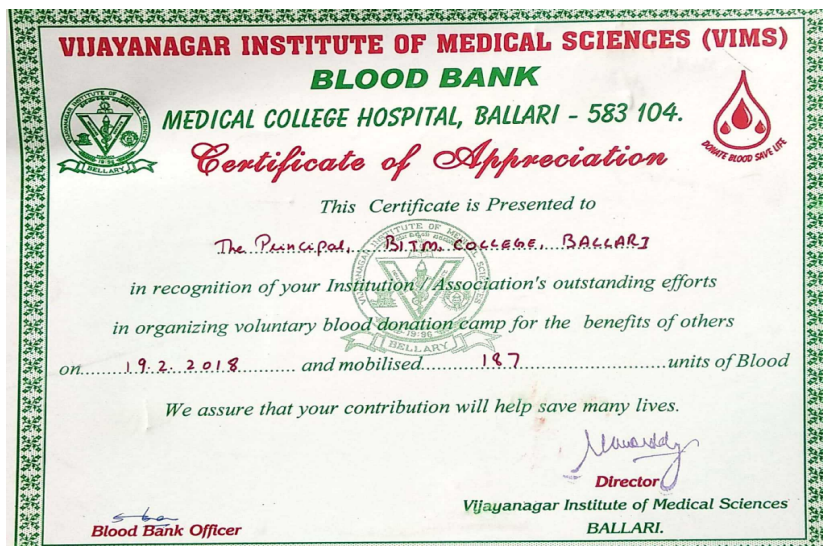 VIJAYANAGAR INSTITUTE OF MEDICAL SCIENCES (VIMS)
BLOOD BANK
MEDICAL COLLEGE HOSPITAL, BALLARI - 583 104.
Certificate of Appreciation
BELLARY
DONATE BLOOD SAVE LIFE
This Certificate is Presented to
The Principal, BITM. COLLEGE, BALLARI
in recognition of your Institution / Association's outstanding efforts
in organizing voluntary blood donation camp for the benefits of others
on 19.2.2018 and mobilised 187 units of Blood
BELLARY
We assure that your contribution will help save many lives.
Director
Vijayanagar Institute of Medical Sciences
BALLARI.
Blood Bank Officer